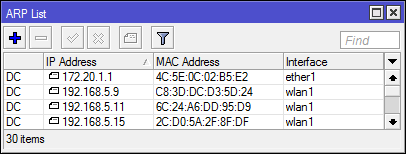 ARP List
Find
IP Address MAC Address Interface
DC 172.20.1.1 4C:5E:0C:02:B5:E2 ether1
DC 192.168.5.9 C8:3D:DC:D3:5D:24 wlan1
DC 192.168.5.11 6C:24:A6:DD:95:D9 wlan1
DC 192.168.5.15 2C:D0:5A:2F:8F:DF wlan1
30 items